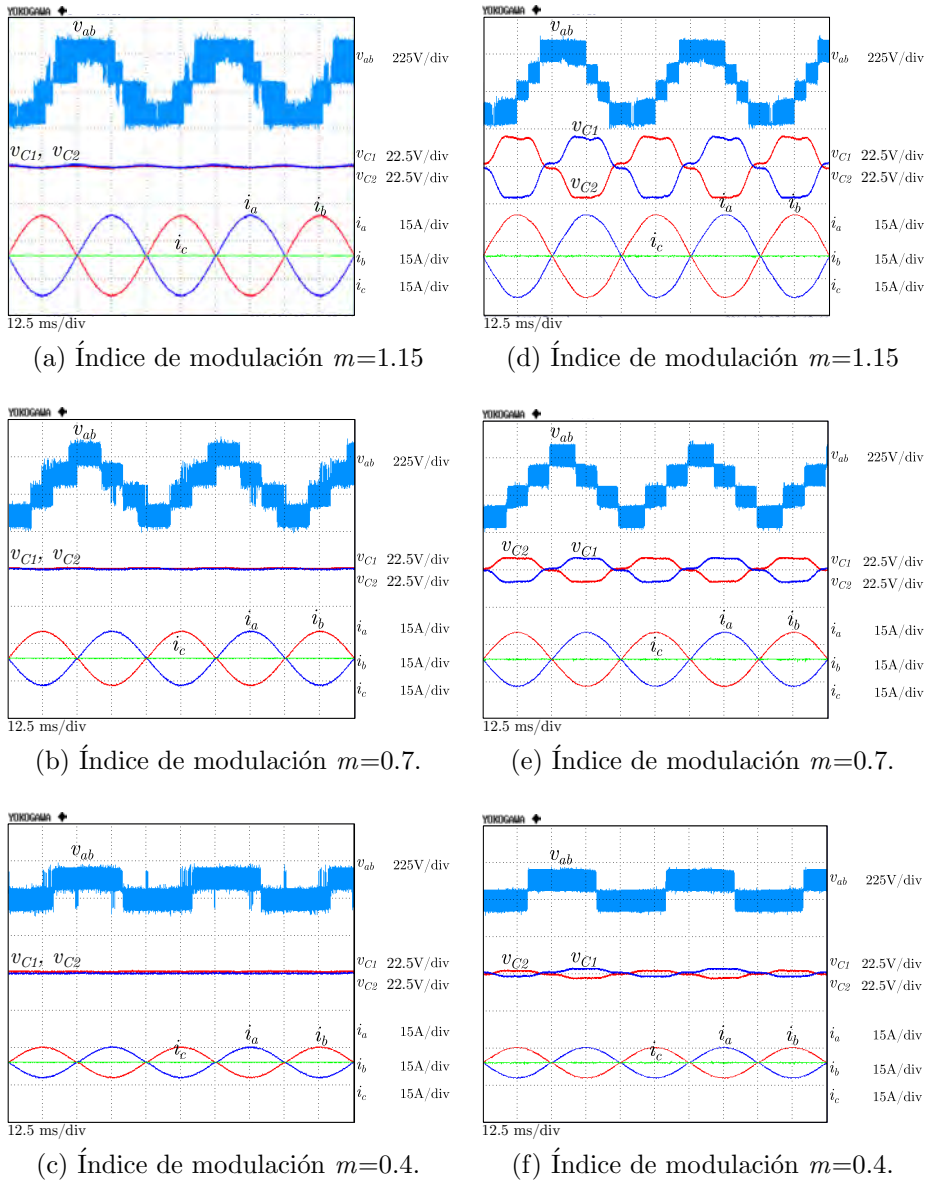 YOKOGAWA
v_ab
v_ab 225V/div
v_C1, v_C2
v_C1 22.5V/div
v_C2 22.5V/div
i_a
i_b
i_c
i_a 15A/div
i_b 15A/div
i_c 15A/div
12.5 ms/div
(a) Índice de modulación m=1.15
YOKOGAWA
v_ab
v_ab 225V/div
v_C1
v_C2
v_C1 22.5V/div
v_C2 22.5V/div
i_a
i_b
i_c
i_a 15A/div
i_b 15A/div
i_c 15A/div
12.5 ms/div
(d) Índice de modulación m=1.15
YOKOGAWA
v_ab
v_ab 225V/div
v_C1, v_C2
v_C1 22.5V/div
v_C2 22.5V/div
i_a
i_b
i_c
i_a 15A/div
i_b 15A/div
i_c 15A/div
12.5 ms/div
(b) Índice de modulación m=0.7.
YOKOGAWA
v_ab
v_ab 225V/div
v_C2
v_C1
v_C1 22.5V/div
v_C2 22.5V/div
i_a
i_b
i_c
i_a 15A/div
i_b 15A/div
i_c 15A/div
12.5 ms/div
(e) Índice de modulación m=0.7.
YOKOGAWA
v_ab
v_ab 225V/div
v_C1, v_C2
v_C1 22.5V/div
v_C2 22.5V/div
i_a
i_b
i_c
i_a 15A/div
i_b 15A/div
i_c 15A/div
12.5 ms/div
(c) Índice de modulación m=0.4.
YOKOGAWA
v_ab
v_ab 225V/div
v_C2
v_C1
v_C1 22.5V/div
v_C2 22.5V/div
i_a
i_b
i_c
i_a 15A/div
i_b 15A/div
i_c 15A/div
12.5 ms/div
(f) Índice de modulación m=0.4.